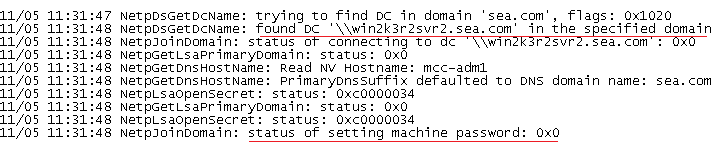 11/05 11:31:47 NetpDsGetDcName: trying to find DC in domain 'sea.com', flags: 0x1020
11/05 11:31:48 NetpDsGetDcName: found DC '\\win2k3r2svr2.sea.com' in the specified domain
11/05 11:31:48 NetpJoinDomain: status of connecting to dc '\\win2k3r2svr2.sea.com': 0x0
11/05 11:31:48 NetpGetLsaPrimaryDomain: status: 0x0
11/05 11:31:48 NetpGetDnsHostName: Read NV Hostname: mcc-adm1
11/05 11:31:48 NetpGetDnsHostName: PrimaryDnsSuffix defaulted to DNS domain name: sea.com
11/05 11:31:48 NetpLsaOpenSecret: status: 0xc0000034
11/05 11:31:48 NetpGetLsaPrimaryDomain: status: 0x0
11/05 11:31:48 NetpLsaOpenSecret: status: 0xc0000034
11/05 11:31:48 NetpJoinDomain: status of setting machine password: 0x0